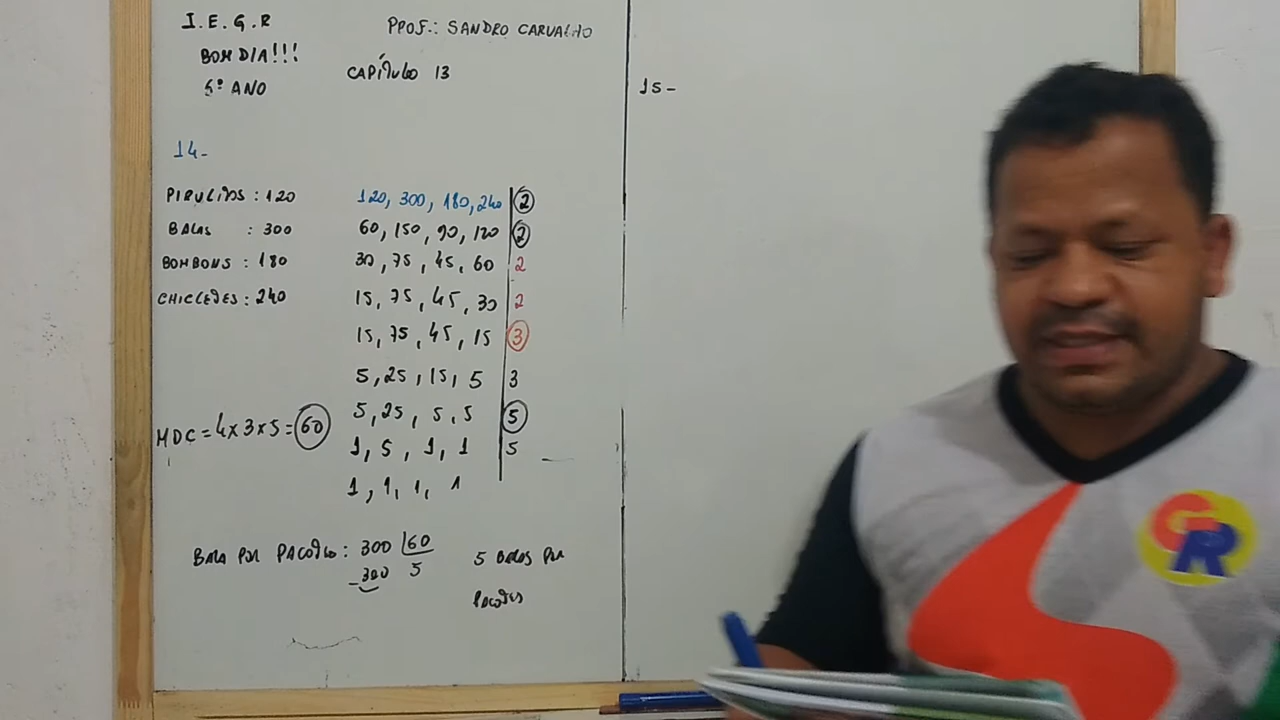 I.E.G.R
PROF.: SANDRO CARVALHO
BOM DIA!!!
CAPÍTULO 13
6º ANO
14-
PIRULITOS : 120
BALAS : 300
BOMBONS : 180
CHICLETES : 240
120, 300, 180, 240 2
60, 150, 90, 120 2
30, 75, 45, 60 2
15, 75, 45, 30 2
15, 75, 45, 15 3
5, 25, 15, 5 3
5, 25, 5, 5 5
1, 5, 1, 1 5
1, 1, 1, 1
MDC = 4x3x5 = 60
BALA POR PACOTE : 300 60
-300 5
5 BALAS POR
PACOTES
15-
GR